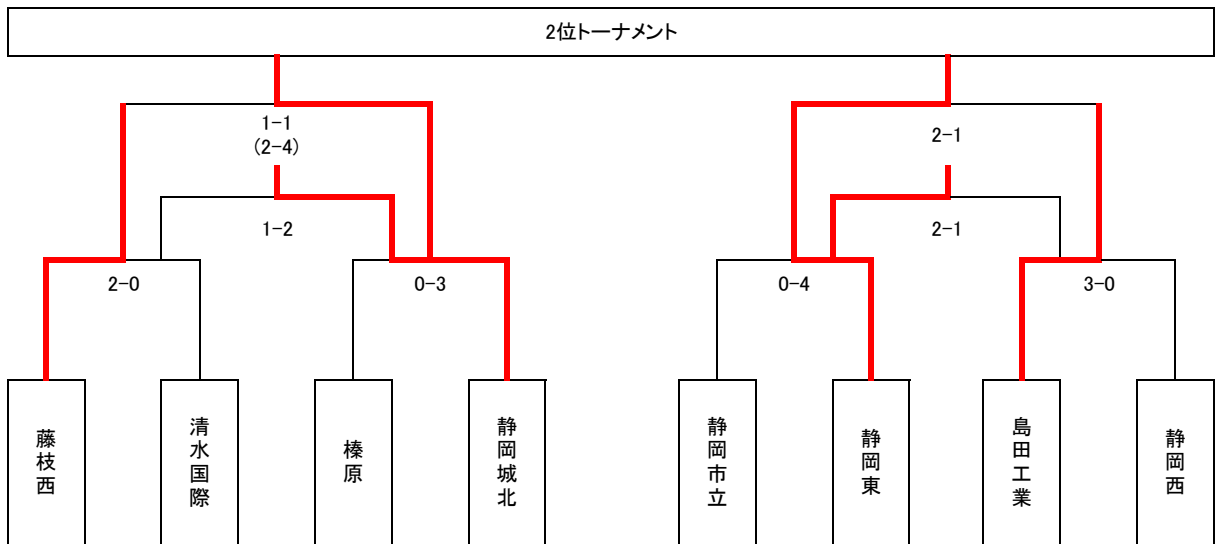 2位トーナメント
1-1
(2-4)
2-1
1-2
2-1
2-0
0-3
0-4
3-0
藤枝西
清水国際
榛原
静岡城北
静岡市立
静岡東
島田工業
静岡西